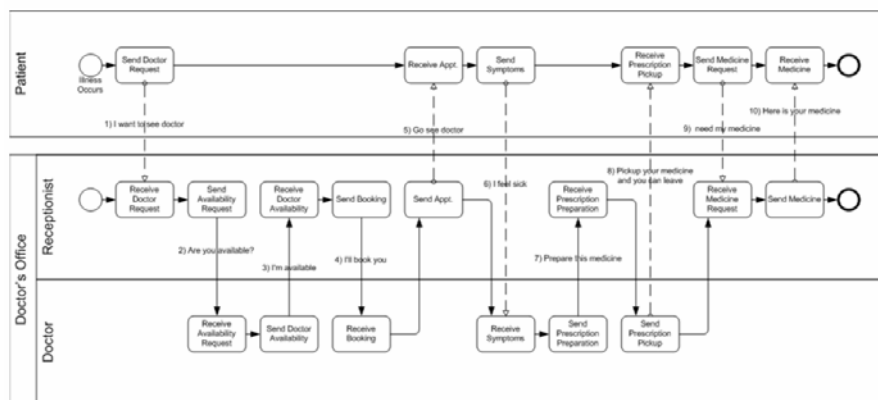 Patient
Illness
Occurs
Send Doctor
Request
Receive Appt.
Send
Symptoms
Receive
Prescription
Pickup
Send Medicine
Request
Receive
Medicine
1) I want to see doctor
5) Go see doctor
9) need my medicine
10) Here is your medicine
Doctor's Office
Receptionist
Receive
Doctor
Request
Send
Availability
Request
Receive
Doctor
Availability
Send Booking
Send Appt.
6) I feel sick
Receive
Prescription
Preparation
8) Pickup your medicine
and you can leave
Receive
Medicine
Request
Send Medicine
2) Are you available?
3) I'm available
4) I'll book you
7) Prepare this medicine
Doctor
Receive
Availability
Request
Send Doctor
Availability
Receive
Booking
Receive
Symptoms
Send
Prescription
Preparation
Send
Prescription
Pickup